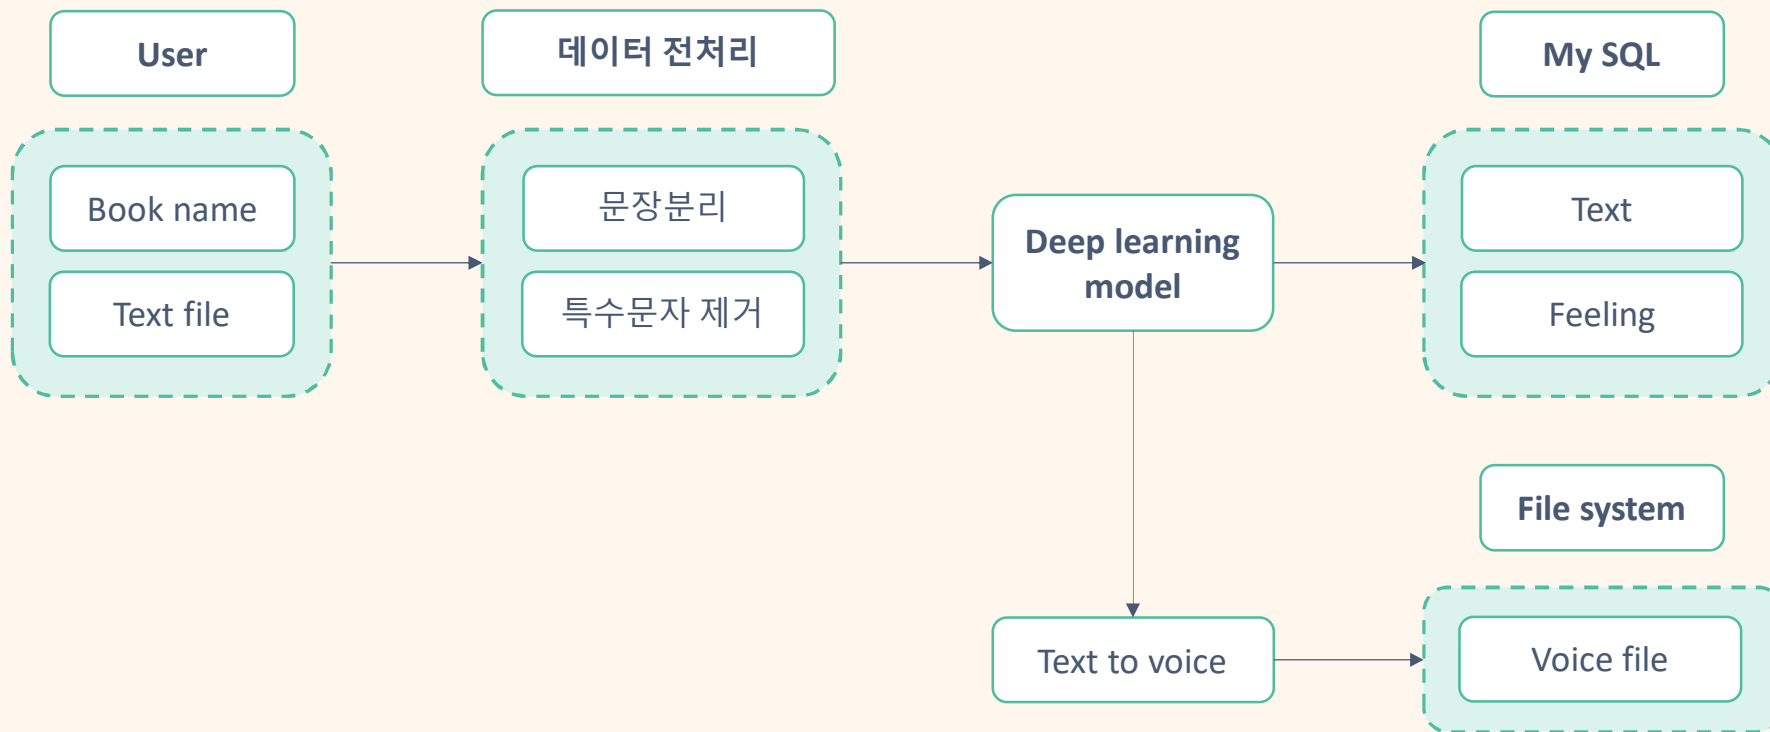 User
데이터 전처리
My SQL
Book name
Text file
문장분리
특수문자 제거
Deep learning
model
Text
Feeling
File system
Text to voice
Voice file